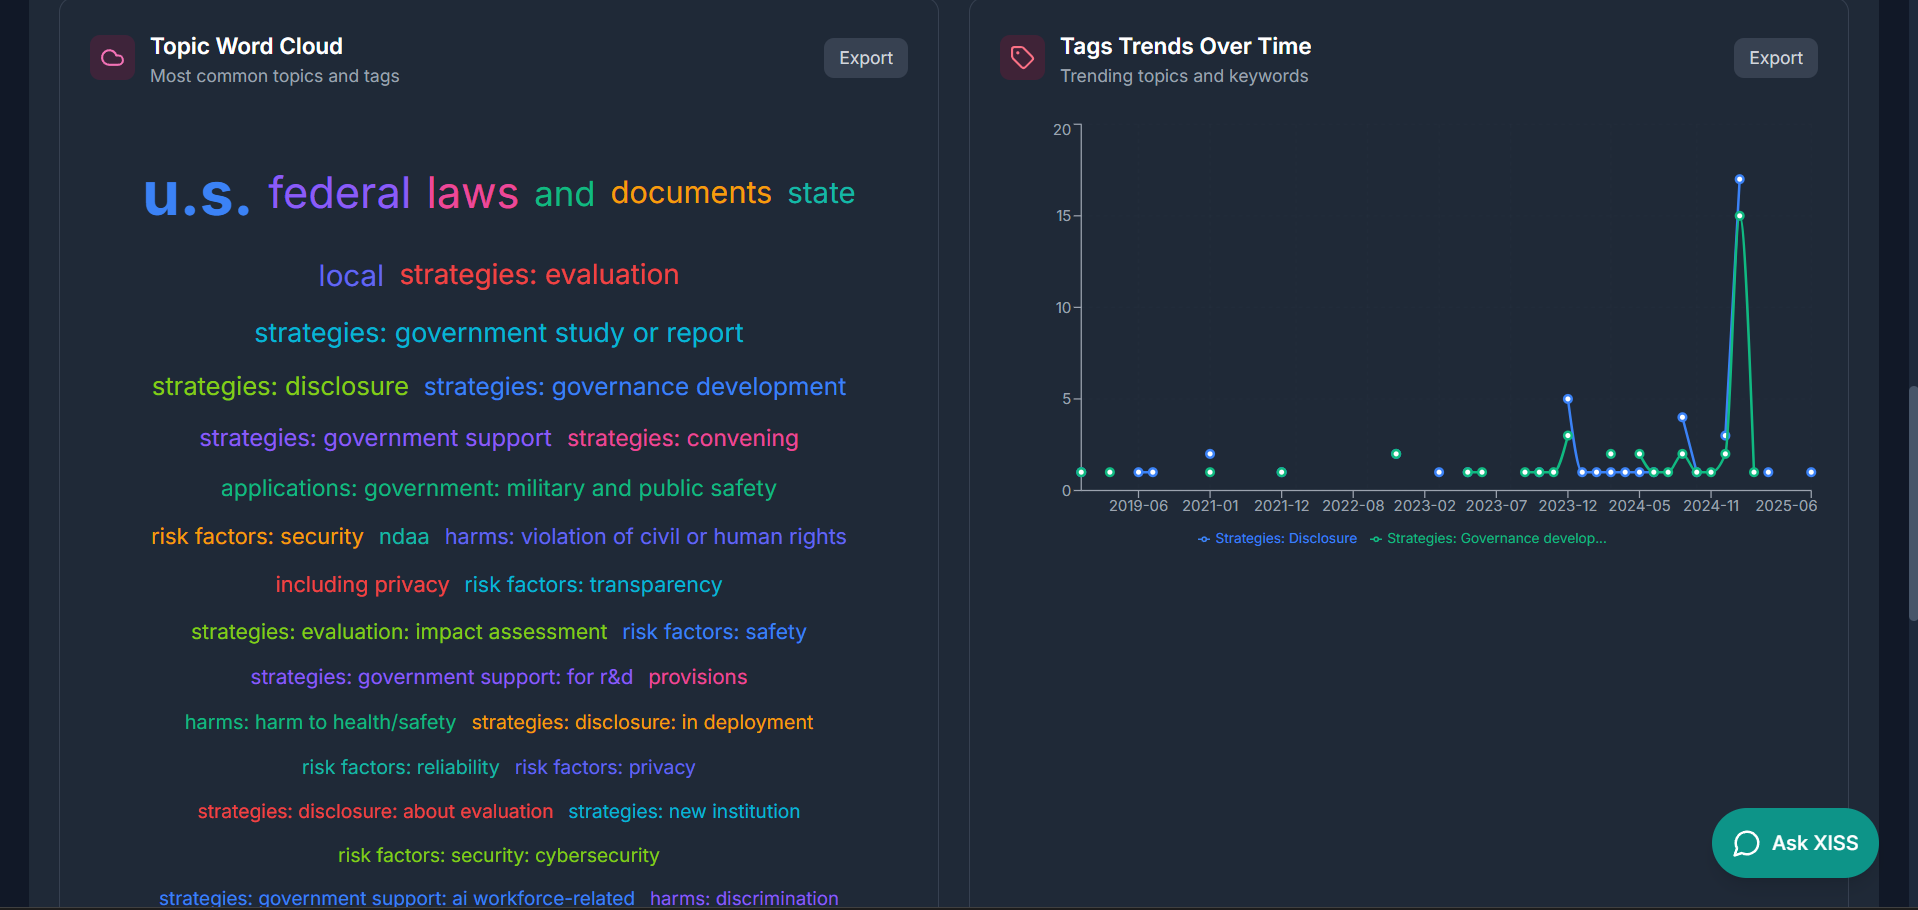 Topic Word Cloud
Most common topics and tags
Export
u.s. federal laws and documents state
local strategies: evaluation
strategies: government study or report
strategies: disclosure strategies: governance development
strategies: government support strategies: convening
applications: government: military and public safety
risk factors: security ndaa harms: violation of civil or human rights
including privacy risk factors: transparency
strategies: evaluation: impact assessment risk factors: safety
strategies: government support: for r&d provisions
harms: harm to health/safety strategies: disclosure: in deployment
risk factors: reliability risk factors: privacy
strategies: disclosure: about evaluation strategies: new institution
risk factors: security: cybersecurity
strategies: government support: ai workforce-related harms: discrimination
Tags Trends Over Time
Trending topics and keywords
Export
20
15
10
5
0
2019-06 2021-01 2021-12 2022-08 2023-02 2023-07 2023-12 2024-05 2024-11 2025-06
Strategies: Disclosure Strategies: Governance develop...
Ask XISS